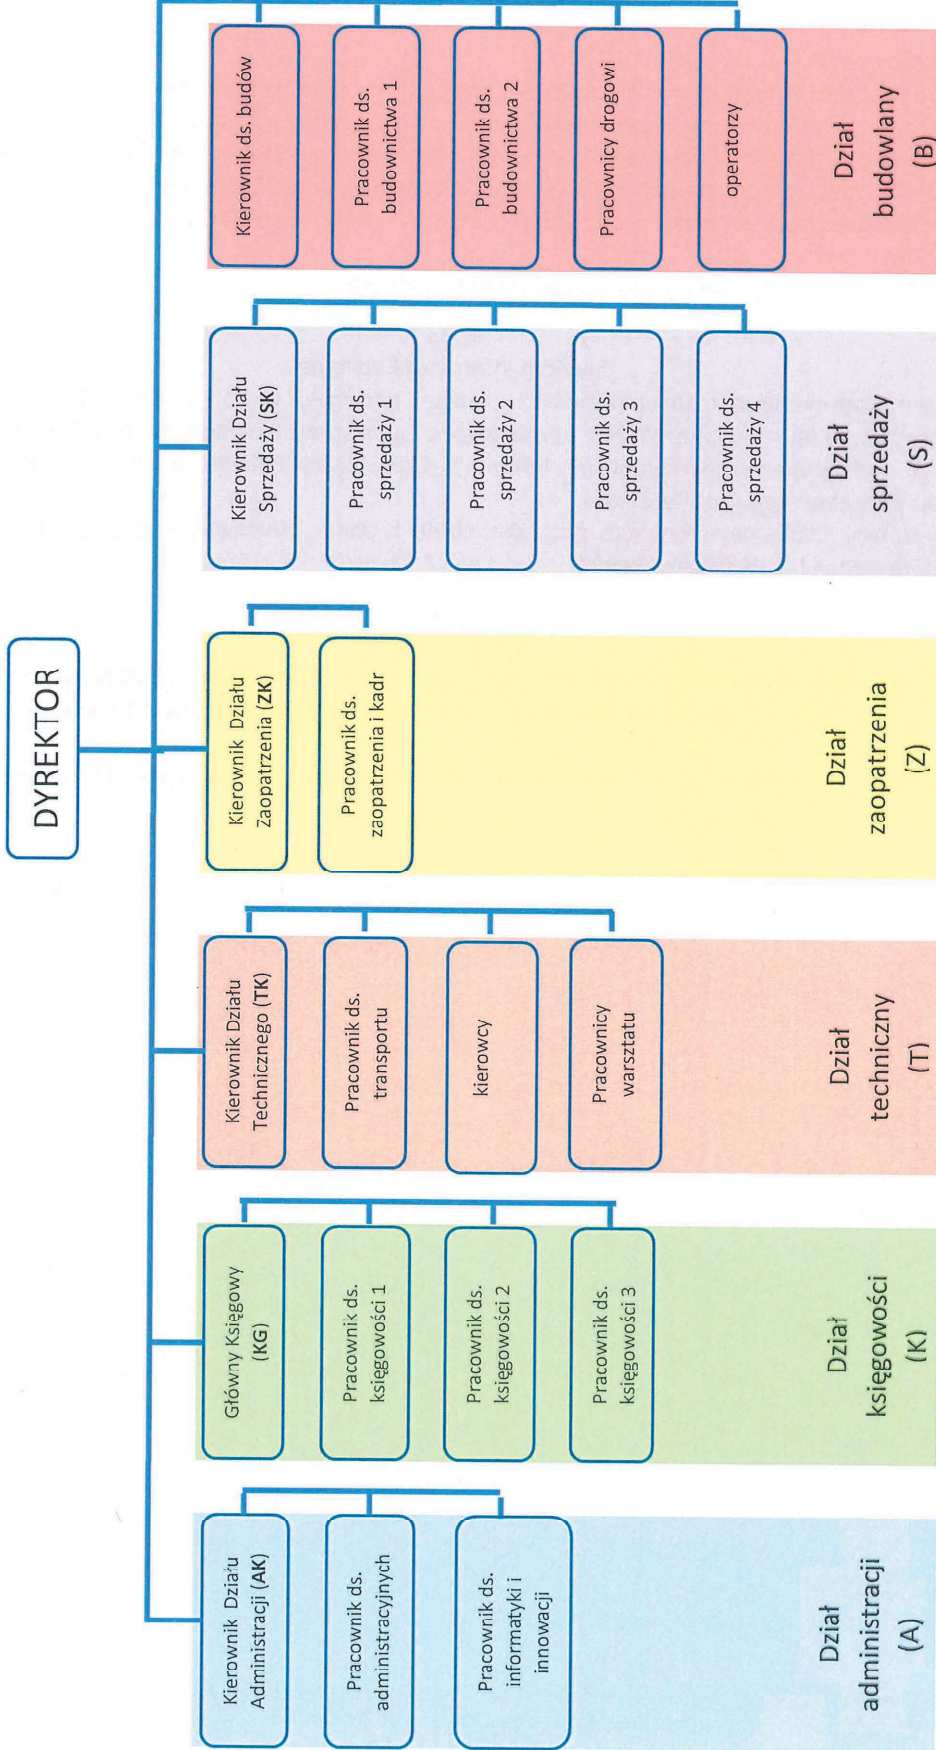 DYREKTOR
Kierownik Działu
Administracji (AK)
Pracownik ds.
administracyjnych
Pracownik ds.
informatyki i
innowacji
Dział
administracji
(A)
Główny Księgowy
(KG)
Pracownik ds.
księgowości 1
Pracownik ds.
księgowości 2
Pracownik ds.
księgowości 3
Dział
księgowości
(K)
Kierownik Działu
Technicznego (TK)
Pracownik ds.
transportu
kierowcy
Pracownicy
warsztatu
Dział
techniczny
(T)
Kierownik Działu
Zaopatrzenia (ZK)
Pracownik ds.
zaopatrzenia i kadr
Dział
zaopatrzenia
(Z)
Kierownik Działu
Sprzedaży (SK)
Pracownik ds.
sprzedaży 1
Pracownik ds.
sprzedaży 2
Pracownik ds.
sprzedaży 3
Pracownik ds.
sprzedaży 4
Dział
sprzedaży
(S)
Kierownik ds. budów
Pracownik ds.
budownictwa 1
Pracownik ds.
budownictwa 2
Pracownicy drogowi
operatorzy
Dział
budowlany
(B)